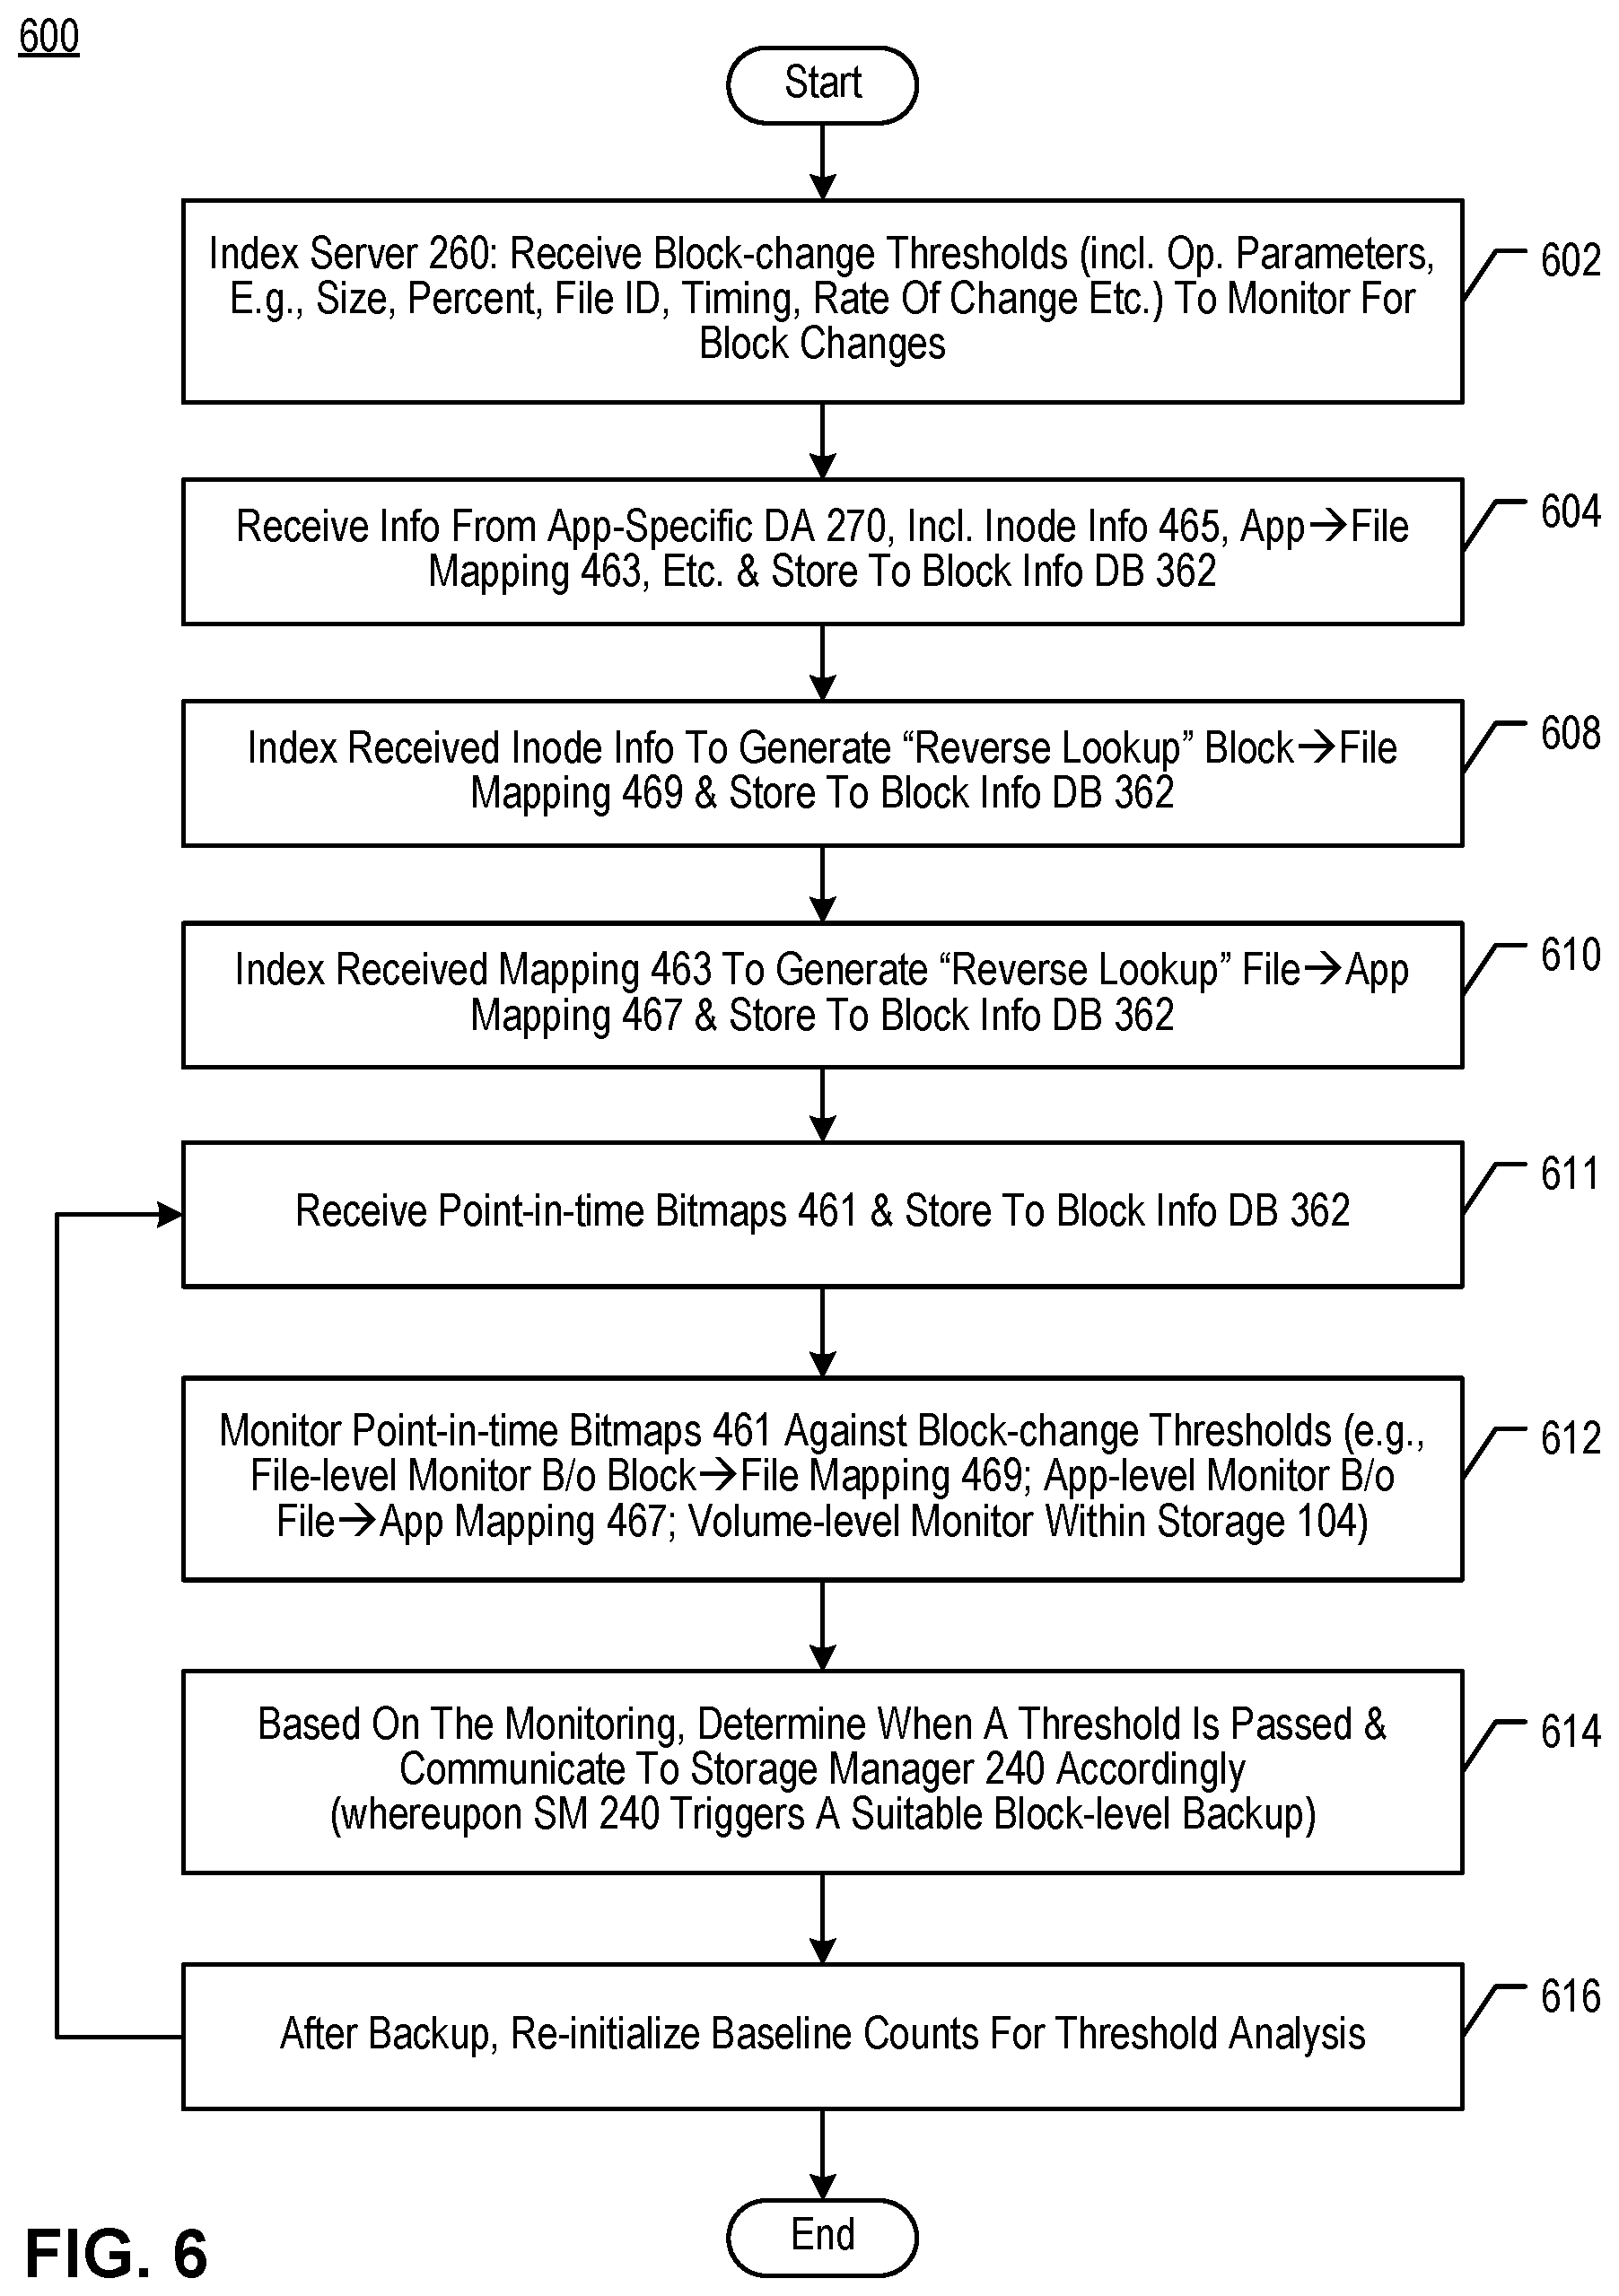 600
Start
Index Server 260: Receive Block-change Thresholds (incl. Op. Parameters,
E.g., Size, Percent, File ID, Timing, Rate Of Change Etc.) To Monitor For
Block Changes
602
Receive Info From App-Specific DA 270, Incl. Inode Info 465, App→File
Mapping 463, Etc. & Store To Block Info DB 362
604
Index Received Inode Info To Generate “Reverse Lookup” Block→File
Mapping 469 & Store To Block Info DB 362
608
Index Received Mapping 463 To Generate “Reverse Lookup” File→App
Mapping 467 & Store To Block Info DB 362
610
Receive Point-in-time Bitmaps 461 & Store To Block Info DB 362
611
Monitor Point-in-time Bitmaps 461 Against Block-change Thresholds (e.g.,
File-level Monitor B/o Block→File Mapping 469; App-level Monitor B/o
File→App Mapping 467; Volume-level Monitor Within Storage 104)
612
Based On The Monitoring, Determine When A Threshold Is Passed &
Communicate To Storage Manager 240 Accordingly
(whereupon SM 240 Triggers A Suitable Block-level Backup)
614
After Backup, Re-initialize Baseline Counts For Threshold Analysis
616
End
FIG. 6